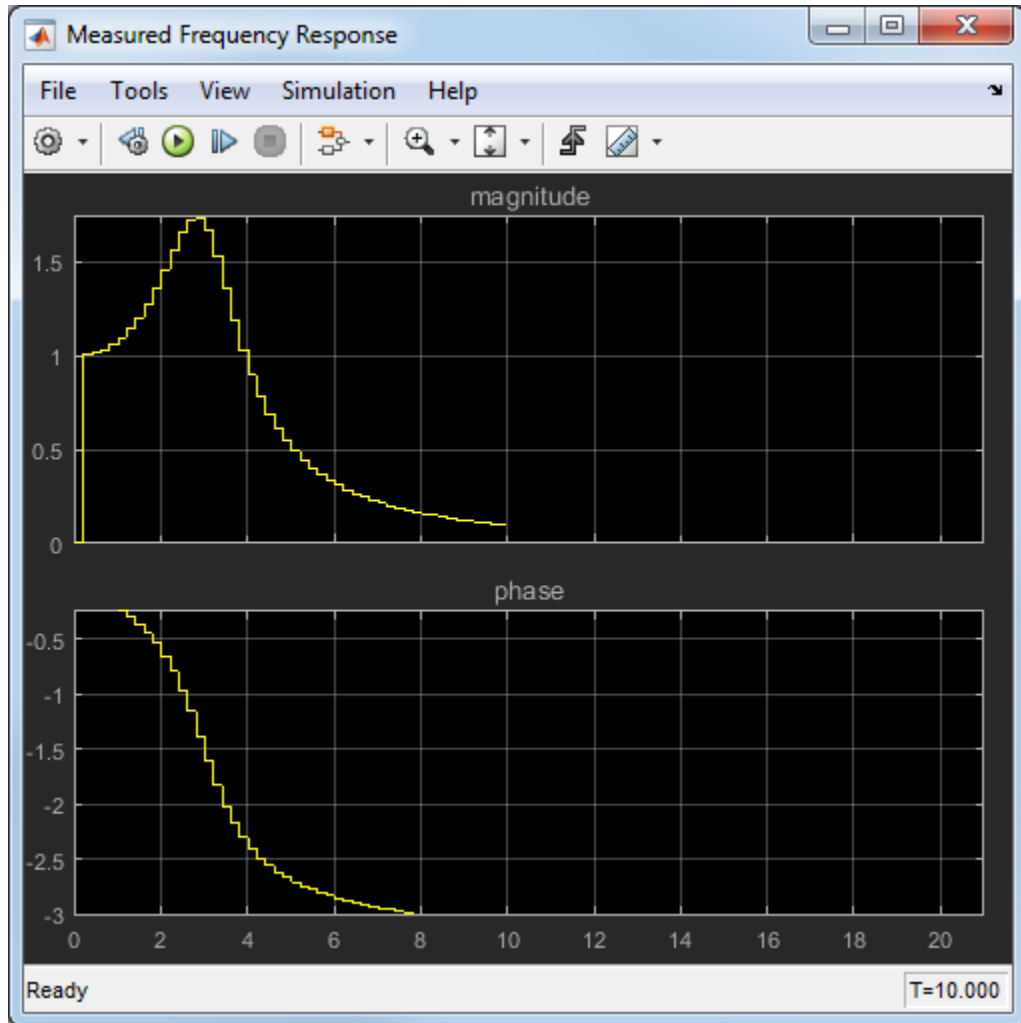 Measured Frequency Response
File Tools View Simulation Help
magnitude
1.5
1
0.5
0
phase
-0.5
-1
-1.5
-2
-2.5
-3
0 2 4 6 8 10 12 14 16 18 20
Ready T=10.000